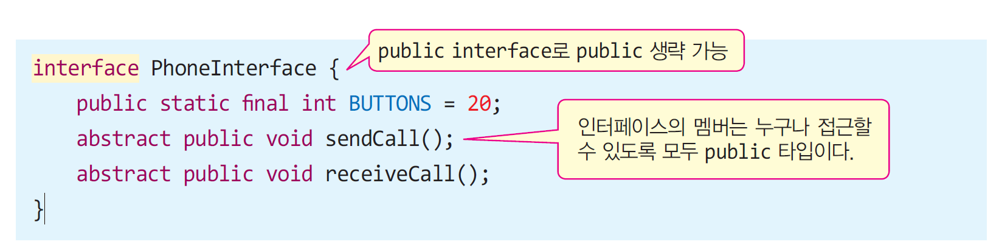 public interface로 public 생략 가능
interface PhoneInterface {
public static final int BUTTONS = 20;
인터페이스의 멤버는 누구나 접근할
abstract public void sendCall();
수 있도록 모두 public 타입이다.
abstract public void receiveCall();
}